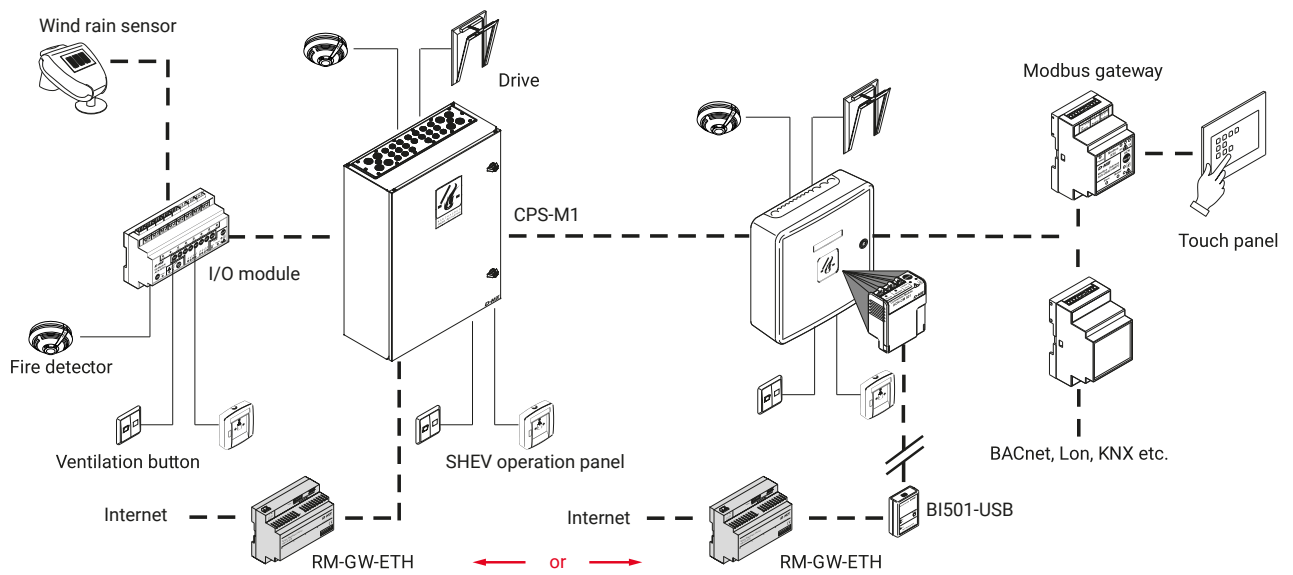 Wind rain sensor
Drive
Modbus gateway
CPS-M1
Touch panel
I/O module
Fire detector
Ventilation button
SHEV operation panel
BACnet, Lon, KNX etc.
Internet
Internet
BI501-USB
RM-GW-ETH
or
RM-GW-ETH